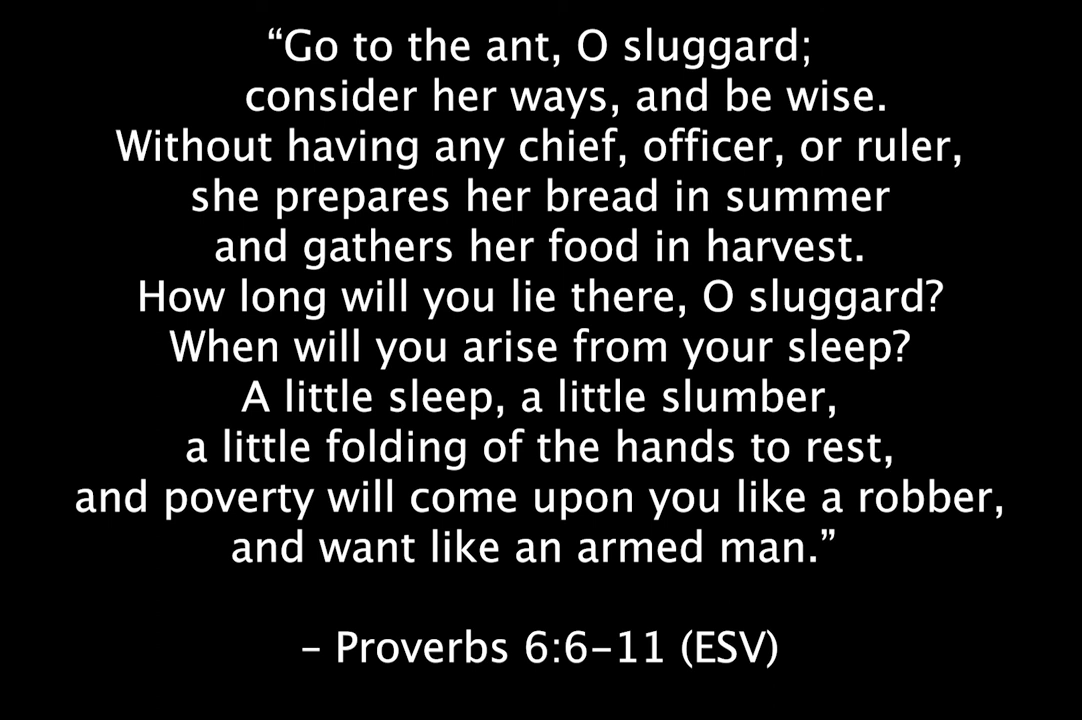 “Go to the ant, O sluggard;
consider her ways, and be wise.
Without having any chief, officer, or ruler,
she prepares her bread in summer
and gathers her food in harvest.
How long will you lie there, O sluggard?
When will you arise from your sleep?
A little sleep, a little slumber,
a little folding of the hands to rest,
and poverty will come upon you like a robber,
and want like an armed man.”
– Proverbs 6:6–11 (ESV)